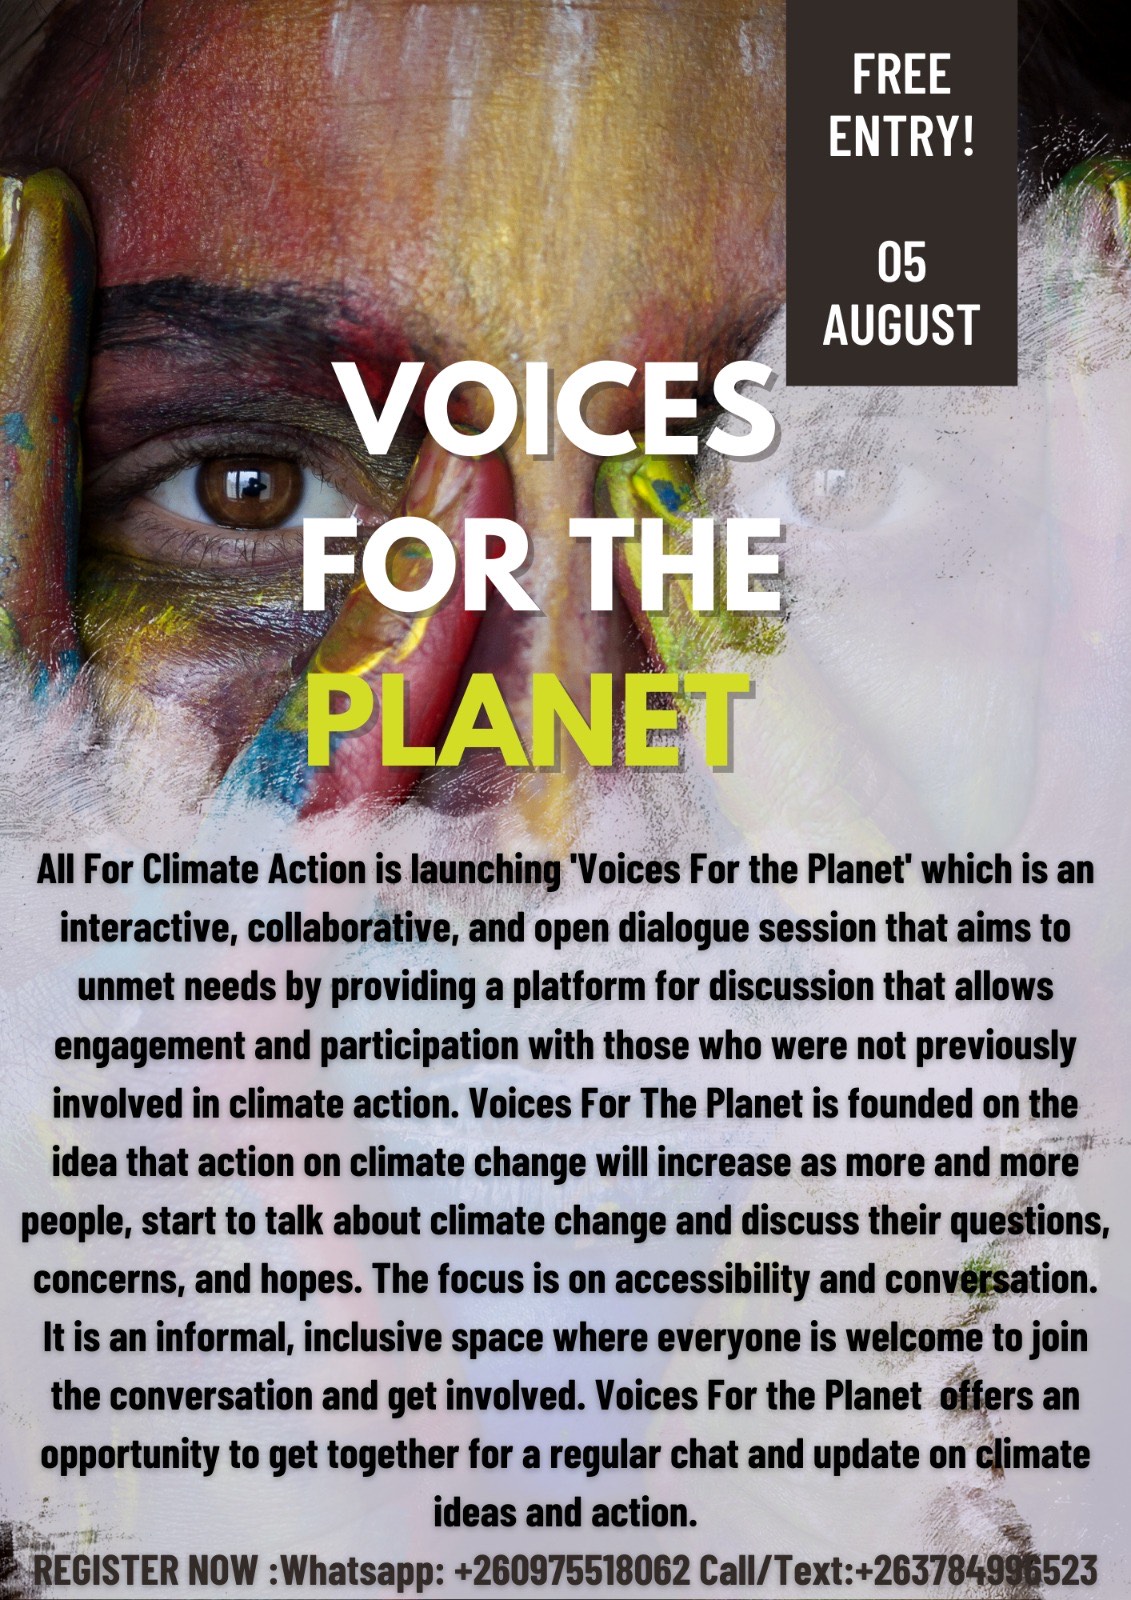 FREE
ENTRY!
05
AUGUST
VOICES
FOR THE
PLANET
All For Climate Action is launching 'Voices For the Planet' which is an
interactive, collaborative, and open dialogue session that aims to
unmet needs by providing a platform for discussion that allows
engagement and participation with those who were not previously
involved in climate action. Voices For The Planet is founded on the
idea that action on climate change will increase as more and more
people, start to talk about climate change and discuss their questions,
concerns, and hopes. The focus is on accessibility and conversation.
It is an informal, inclusive space where everyone is welcome to join
the conversation and get involved. Voices For the Planet offers an
opportunity to get together for a regular chat and update on climate
ideas and action.
REGISTER NOW :Whatsapp: +260975518062 Call/Text:+263784996523